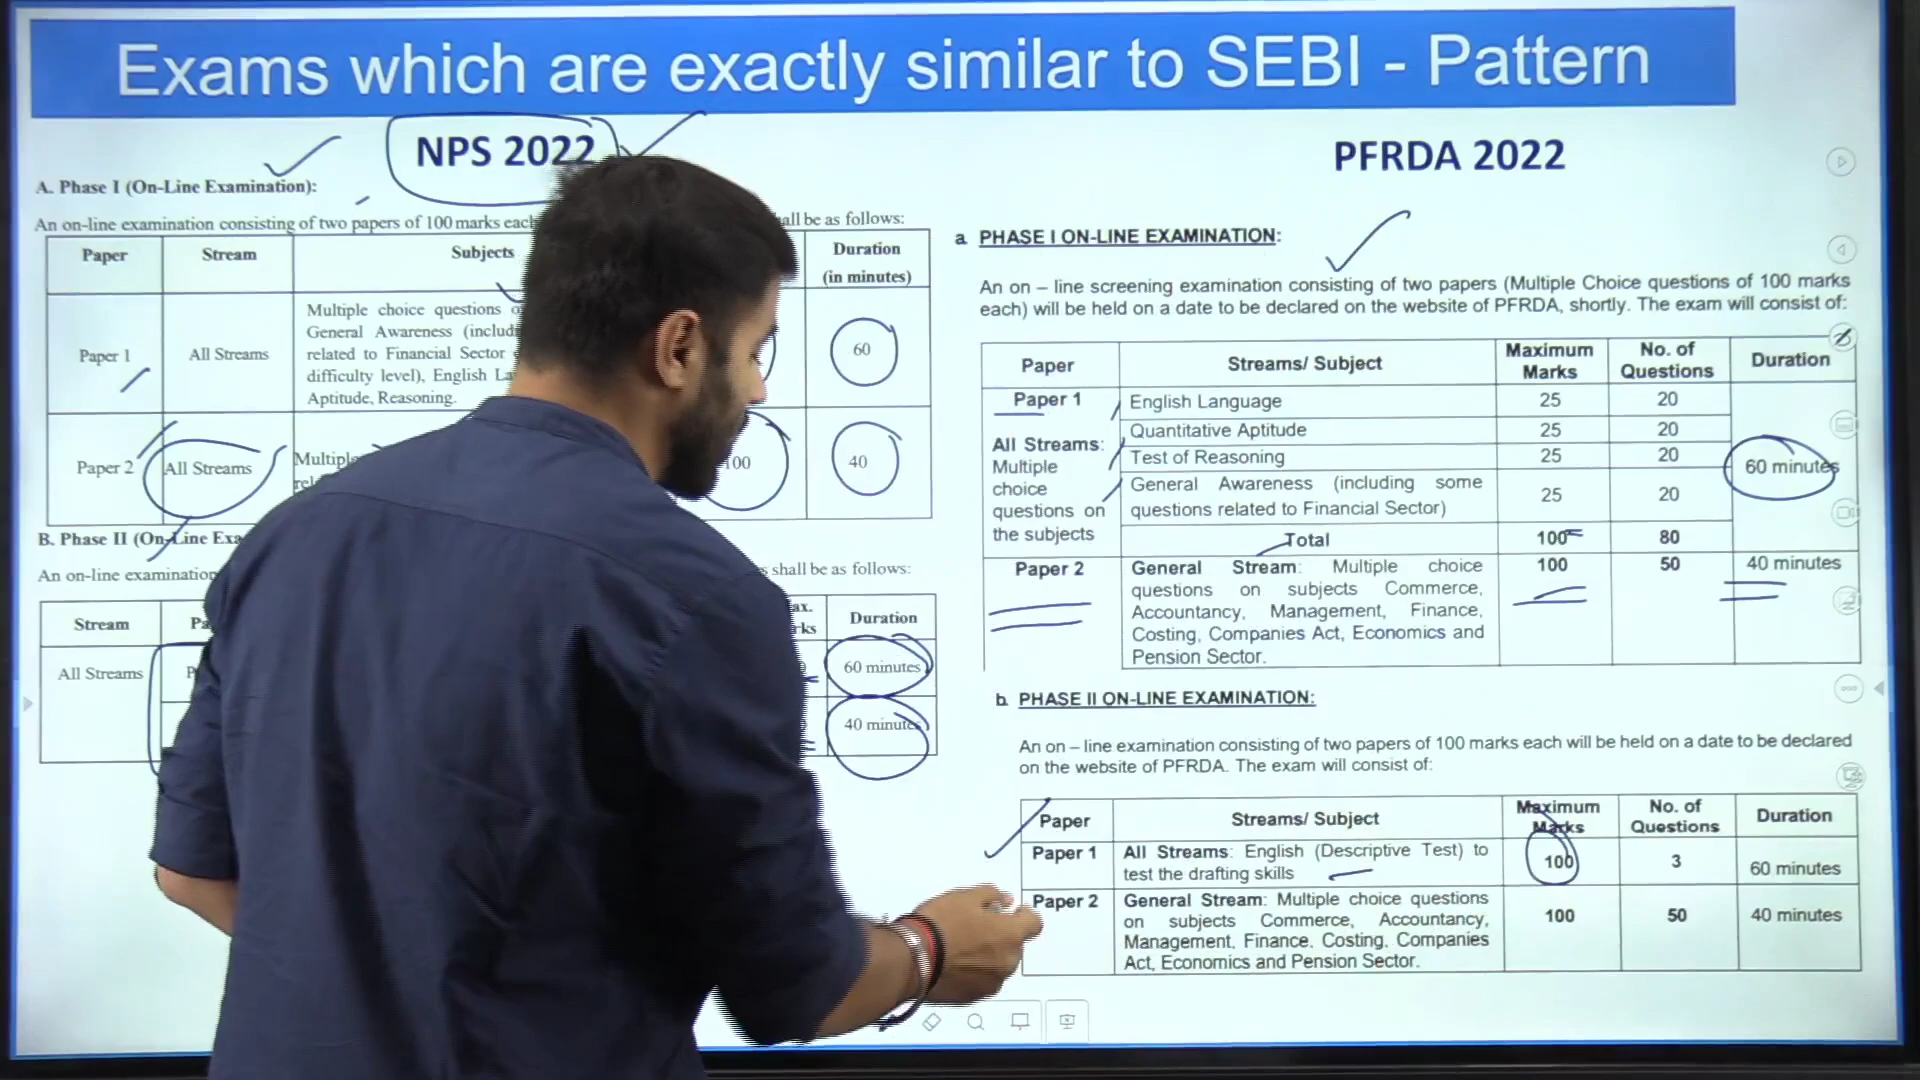 Exams which are exactly similar to SEBI - Pattern
NPS 2022
A. Phase I (On-Line Examination):
An on-line examination consisting of two papers of 100 marks each
shall be as follows:
Paper
Stream
Subjects
Duration
(in minutes)
Paper 1
All Streams
Multiple choice questions
General Awareness
related to Financial Sector
difficulty level), English
Aptitude, Reasoning.
60
Paper 2
All Streams
Multiple
100
40
B. Phase II (On-Line
An on-line examination
shall be as follows:
Stream
Duration
All Streams
60 minutes
40 minutes
PFRDA 2022
a PHASE I ON-LINE EXAMINATION:
An on – line screening examination consisting of two papers (Multiple Choice questions of 100 marks
each) will be held on a date to be declared on the website of PFRDA, shortly. The exam will consist of:
Paper
Streams/ Subject
Maximum
Marks
No. of
Questions
Duration
Paper 1
All Streams:
Multiple
choice
questions on
the subjects
English Language 25 20
Quantitative Aptitude 25 20
Test of Reasoning 25 20
General Awareness (including some
questions related to Financial Sector)
25 20
60 minutes
Total 100 80
Paper 2
General Stream: Multiple choice
questions on subjects Commerce,
Accountancy, Management, Finance,
Costing, Companies Act, Economics and
Pension Sector.
100 50 40 minutes
b. PHASE II ON-LINE EXAMINATION:
An on – line examination consisting of two papers of 100 marks each will be held on a date to be declared
on the website of PFRDA. The exam will consist of:
Paper
Streams/ Subject
Maximum
Marks
No. of
Questions
Duration
Paper 1
All Streams: English (Descriptive Test) to
test the drafting skills
100 3 60 minutes
Paper 2
General Stream: Multiple choice questions
on subjects Commerce, Accountancy,
Management, Finance, Costing, Companies
Act, Economics and Pension Sector.
100 50 40 minutes